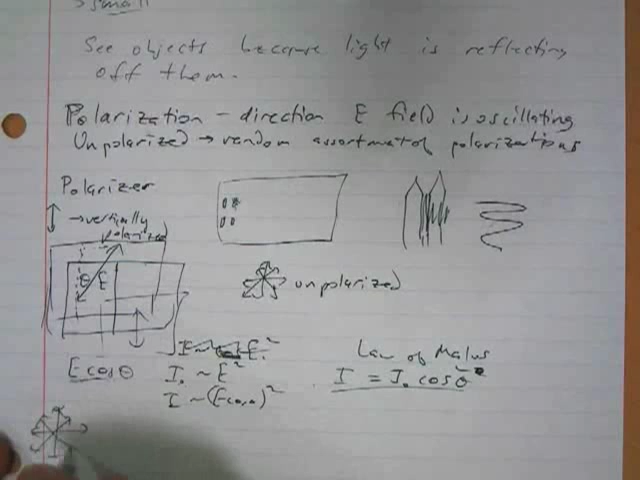 small
See objects because light is reflecting
off them.
Polarization - direction E field is oscillating
Unpolarized → random assortment of polarizations
Polarizer
→ vertically
polarized
θ E
unpolarized
E cos θ
I₀ ~ E²
I ~ (E cos θ)²
Law of Malus
I = I₀ cos²θ